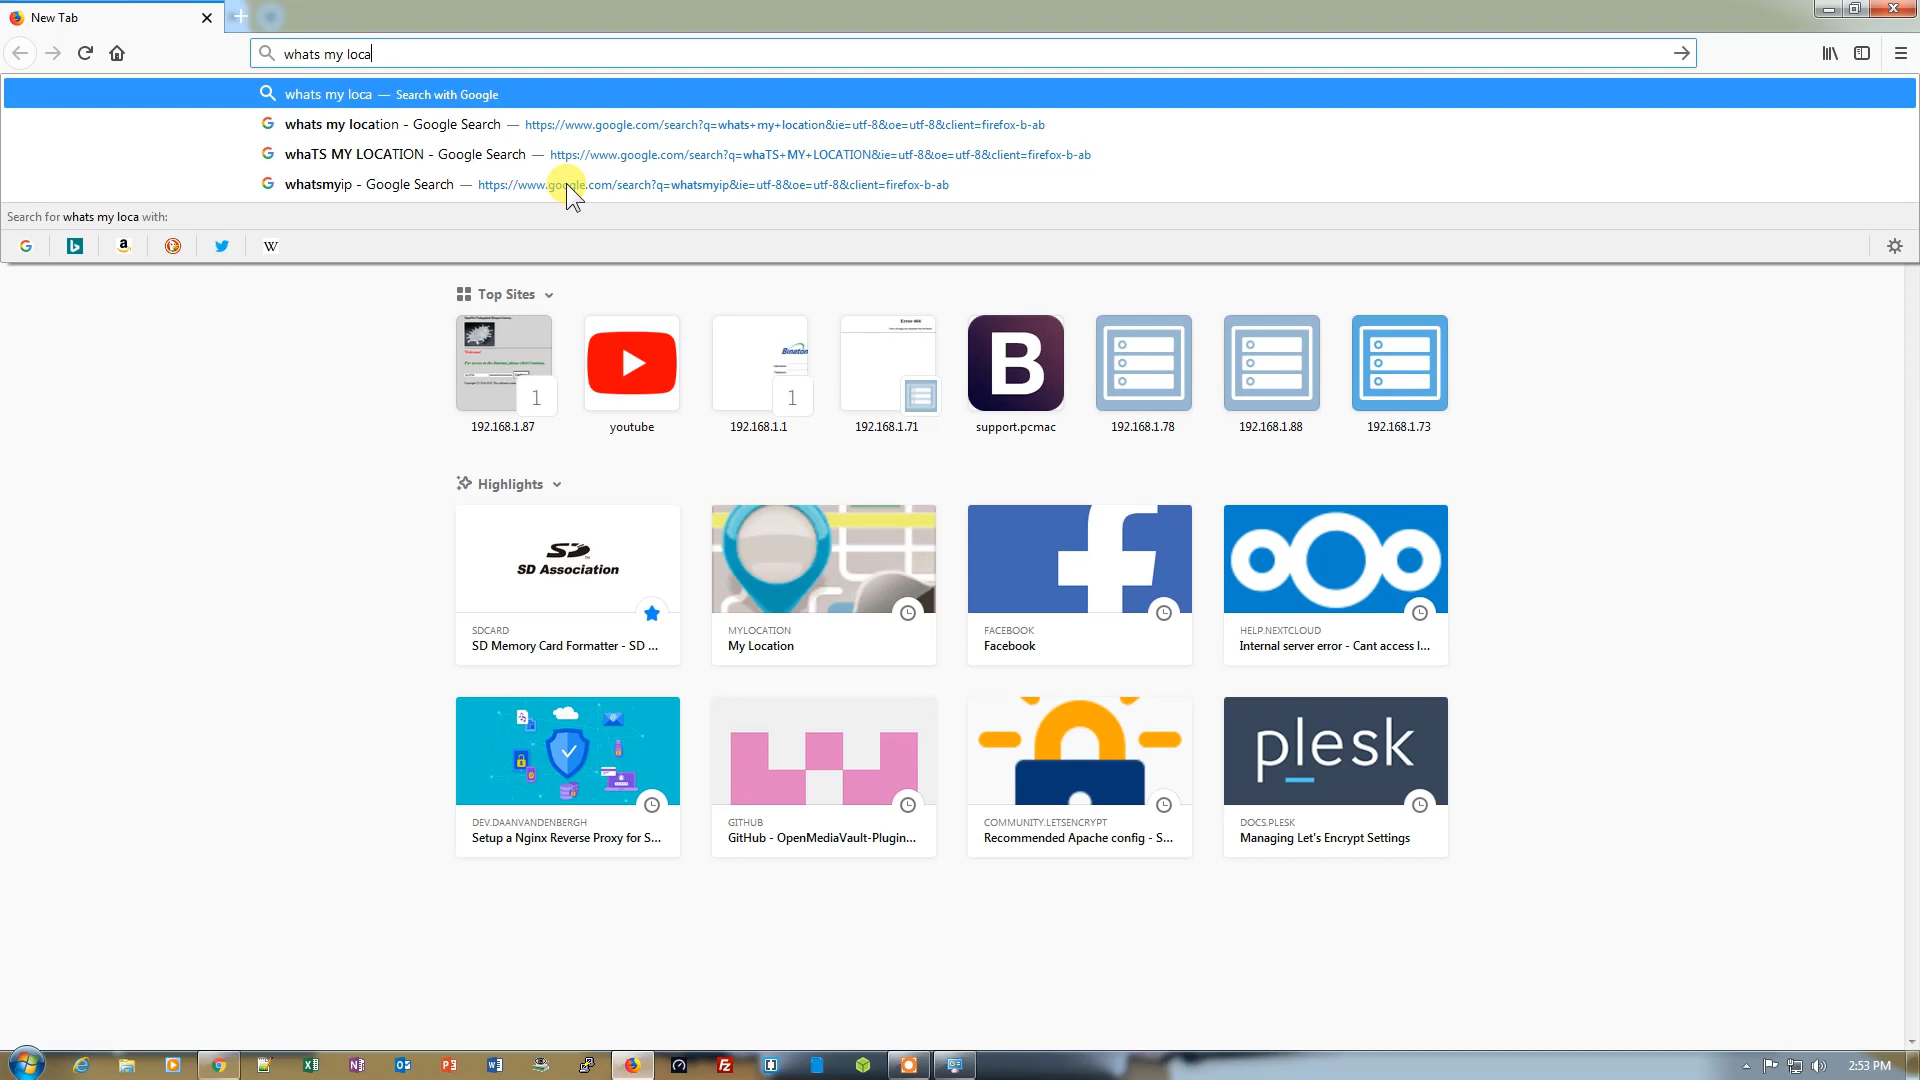 New Tab
whats my loca
whats my loca — Search with Google
whats my location - Google Search — https://www.google.com/search?q=whats+my+location&ie=utf-8&oe=utf-8&client=firefox-b-ab
whaTS MY LOCATION - Google Search — https://www.google.com/search?q=whaTS+MY+LOCATION&ie=utf-8&oe=utf-8&client=firefox-b-ab
whatsmyip - Google Search — https://www.google.com/search?q=whatsmyip&ie=utf-8&oe=utf-8&client=firefox-b-ab
Search for whats my loca with:
Top Sites
Error 404
Binaton
1
1
B
192.168.1.87
youtube
192.168.1.1
192.168.1.71
support.pcmac
192.168.1.78
192.168.1.88
192.168.1.73
Highlights
SD Association
SDCARD
SD Memory Card Formatter - SD ...
MYLOCATION
My Location
FACEBOOK
Facebook
HELP.NEXTCLOUD
Internal server error - Cant access l...
plesk
DEV.DAANVANDENBERGH
Setup a Nginx Reverse Proxy for S...
GITHUB
GitHub - OpenMediaVault-Plugin...
COMMUNITY.LETSENCRYPT
Recommended Apache config - S...
DOCS.PLESK
Managing Let's Encrypt Settings
2:53 PM